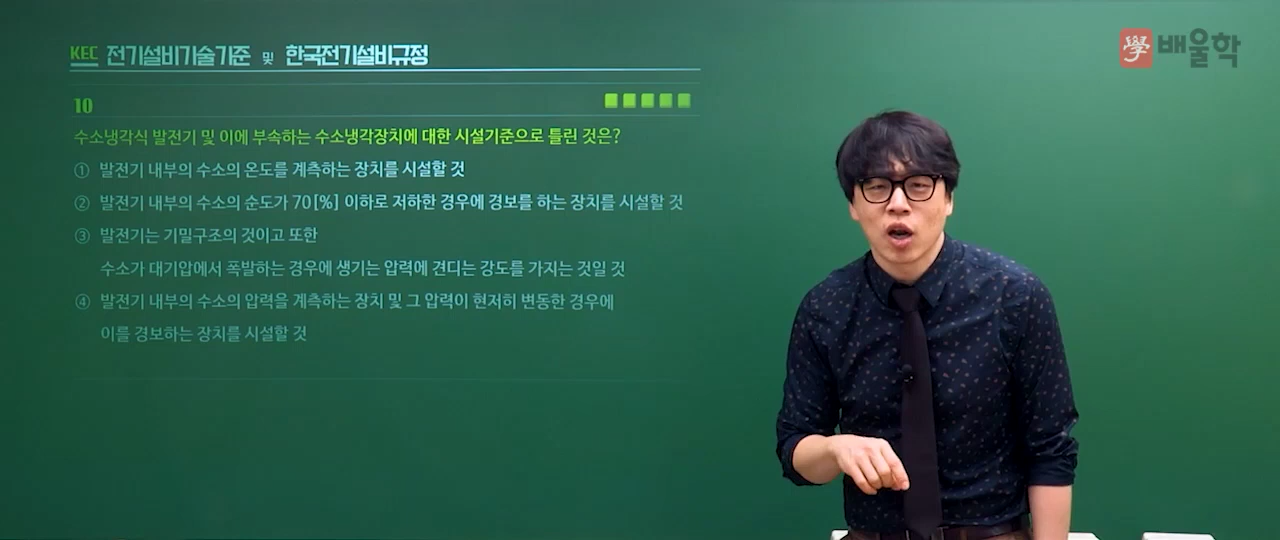 KEC 전기설비기술기준 및 한국전기설비규정
學 배울학
10
수소냉각식 발전기 및 이에 부속하는 수소냉각장치에 대한 시설기준으로 틀린 것은?
① 발전기 내부의 수소의 온도를 계측하는 장치를 시설할 것
② 발전기 내부의 수소의 순도가 70[%] 이하로 저하한 경우에 경보를 하는 장치를 시설할 것
③ 발전기는 기밀구조의 것이고 또한
수소가 대기압에서 폭발하는 경우에 생기는 압력에 견디는 강도를 가지는 것일 것
④ 발전기 내부의 수소의 압력을 계측하는 장치 및 그 압력이 현저히 변동한 경우에
이를 경보하는 장치를 시설할 것